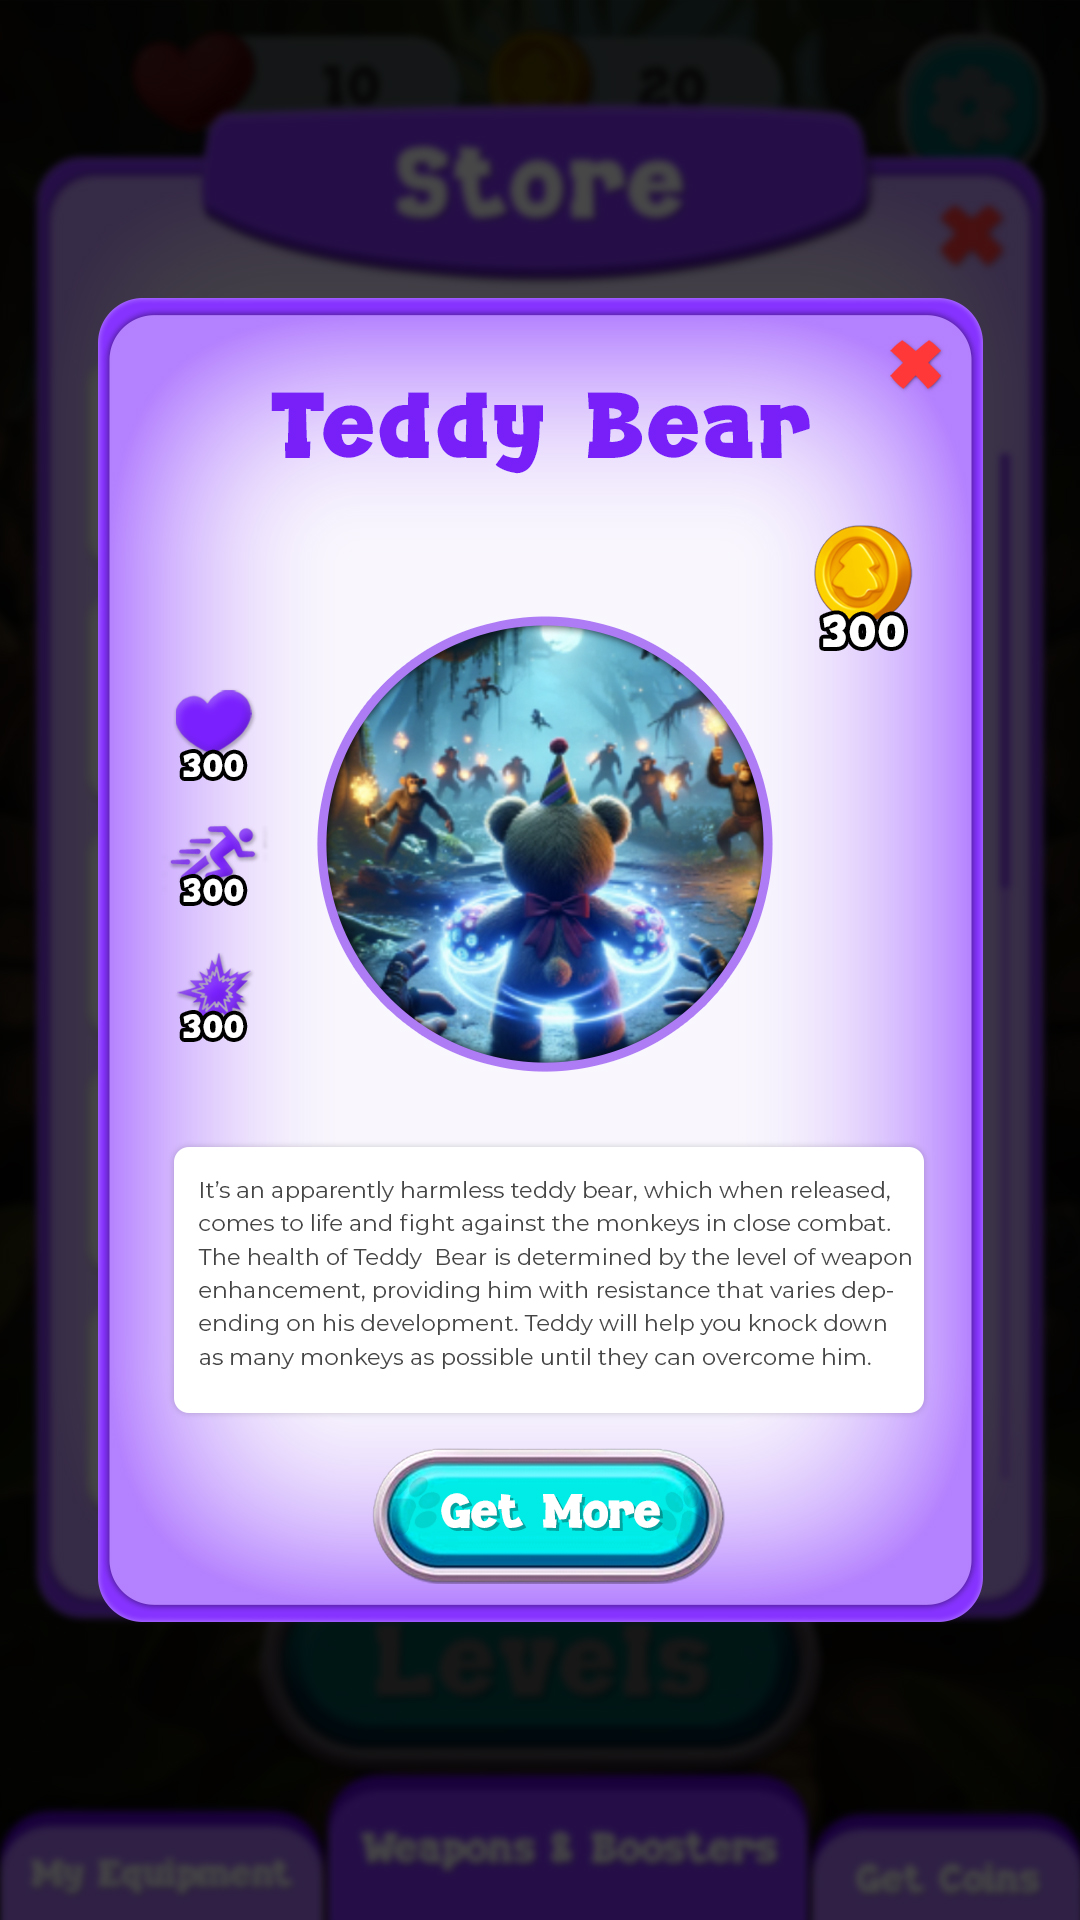 10
20
Store
Teddy Bear
300
300
300
300
It’s an apparently harmless teddy bear, which when released,
comes to life and fight against the monkeys in close combat.
The health of Teddy  Bear is determined by the level of weapon
enhancement, providing him with resistance that varies dep-
ending on his development. Teddy will help you knock down
as many monkeys as possible until they can overcome him.
Get More
Levels
My Equipment
Weapons & Boosters
Get Coins